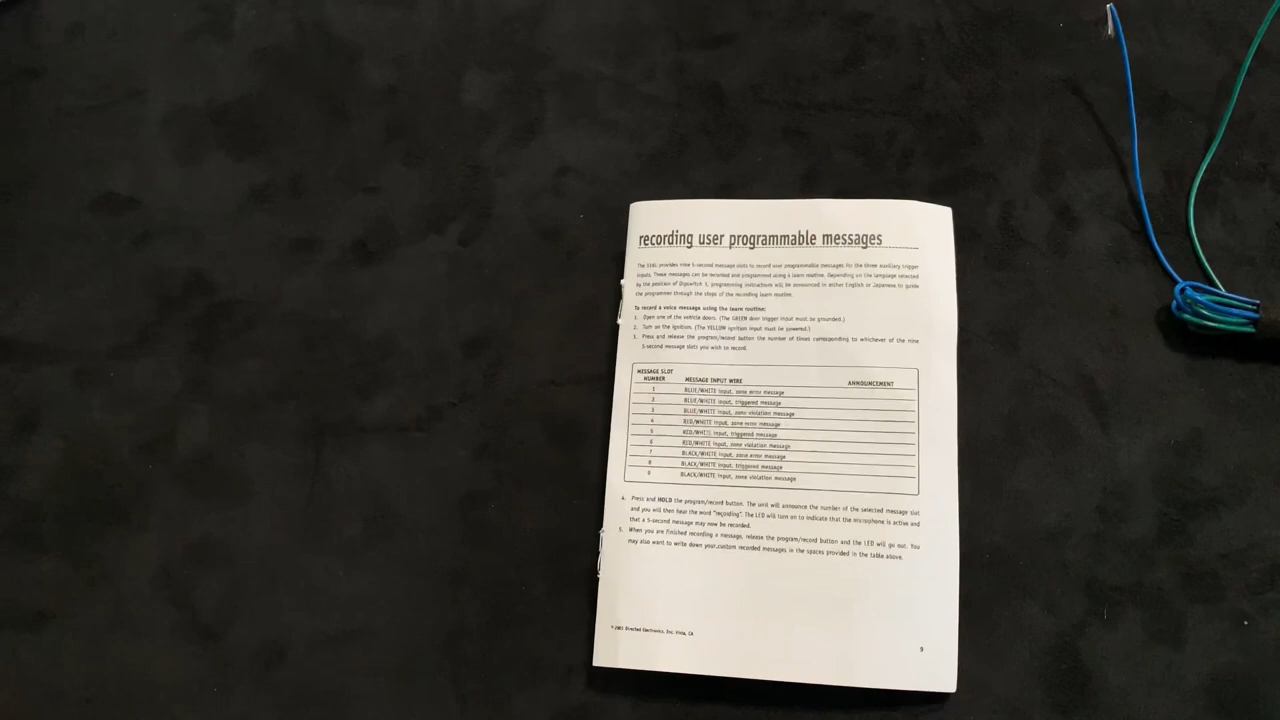 recording user programmable messages
The 516L provides nine 5-second message slots to record user programmable messages for the three auxiliary trigger
inputs. These messages can be recorded and programmed using a learn routine. Depending on the language selected
by the position of Dipswitch 1, programming instructions will be announced in either English or Japanese to guide
the programmer through the steps of the recording learn routine.
To record a voice message using the learn routine:
1. Open one of the vehicle doors. (The GREEN door trigger input must be grounded.)
2. Turn on the ignition. (The YELLOW ignition input must be powered.)
3. Press and release the program/record button the number of times corresponding to whichever of the nine
5-second message slots you wish to record.
MESSAGE SLOT
NUMBER MESSAGE INPUT WIRE ANNOUNCEMENT
1 BLUE/WHITE input, zone error message
2 BLUE/WHITE input, triggered message
3 BLUE/WHITE input, zone violation message
4 RED/WHITE input, zone error message
5 RED/WHITE input, triggered message
6 RED/WHITE input, zone violation message
7 BLACK/WHITE input, zone error message
8 BLACK/WHITE input, triggered message
9 BLACK/WHITE input, zone violation message
4. Press and HOLD the program/record button. The unit will announce the number of the selected message slot
and you will then hear the word "recording". The LED will turn on to indicate that the microphone is active and
that a 5-second message may now be recorded.
5. When you are finished recording a message, release the program/record button and the LED will go out. You
may also want to write down your custom recorded messages in the spaces provided in the table above.
© 2003 Directed Electronics, Inc. Vista, CA
9